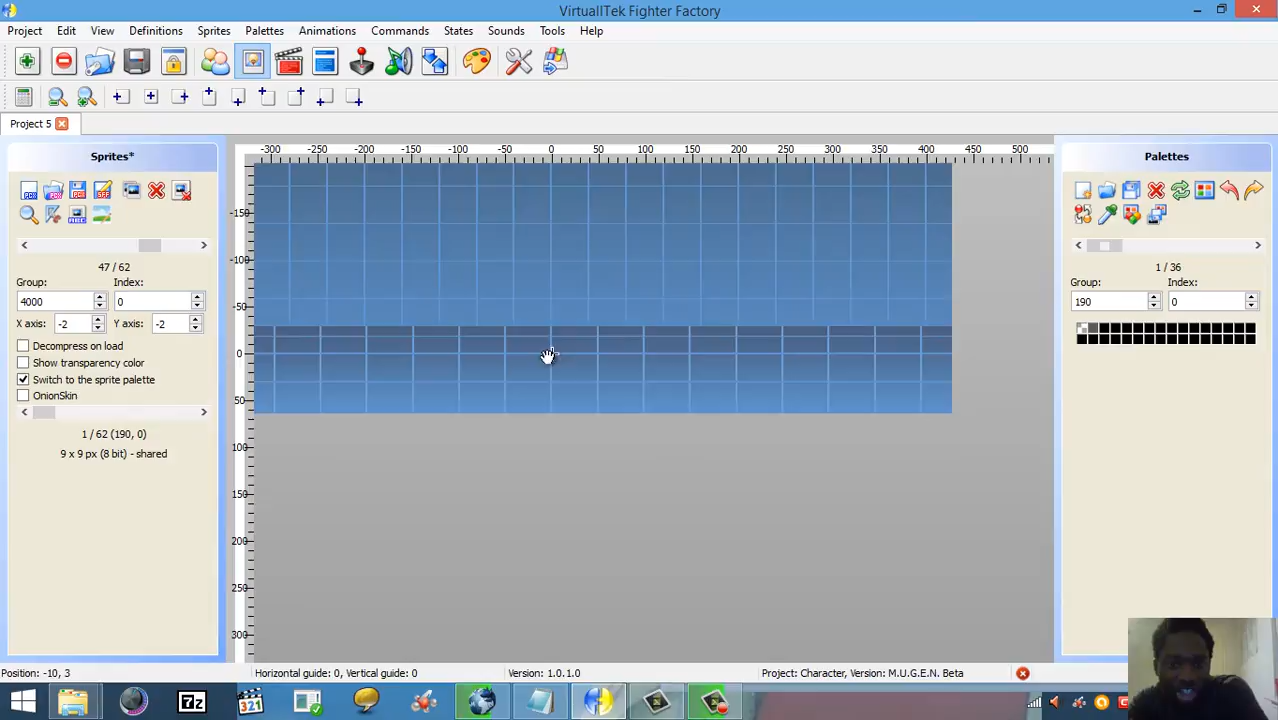 VirtuallTek Fighter Factory
Project Edit View Definitions Sprites Palettes Animations Commands States Sounds Tools Help
Project 5
Sprites*
47 / 62
Group: Index:
4000 0
X axis: -2 Y axis: -2
Decompress on load
Show transparency color
Switch to the sprite palette
OnionSkin
1 / 62 (190, 0)
9 x 9 px (8 bit) - shared
-300 -250 -200 -150 -100 -50 0 50 100 150 200 250 300 350 400 450 500
-150
-100
-50
0
50
100
150
200
250
300
Palettes
1 / 36
Group: Index:
190 0
Position: -10, 3 Horizontal guide: 0, Vertical guide: 0 Version: 1.0.1.0 Project: Character, Version: M.U.G.E.N. Beta
7z 321